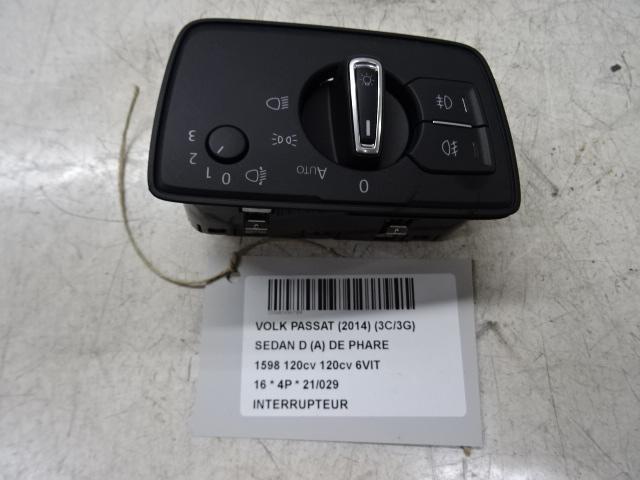 3
2
1
0
AUTO
0
VOLK PASSAT (2014) (3C/3G)
SEDAN D (A) DE PHARE
1598 120cv 120cv 6VIT
16 * 4P * 21/029
INTERRUPTEUR